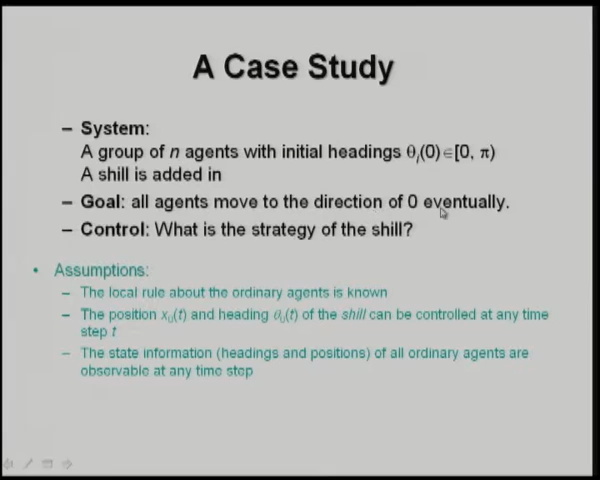 A Case Study
– System:
A group of n agents with initial headings θi(0)∈[0, π)
A shill is added in
– Goal: all agents move to the direction of 0 eventually.
– Control: What is the strategy of the shill?
• Assumptions:
– The local rule about the ordinary agents is known
– The position x0(t) and heading θ0(t) of the shill can be controlled at any time
step t
– The state information (headings and positions) of all ordinary agents are
observable at any time step